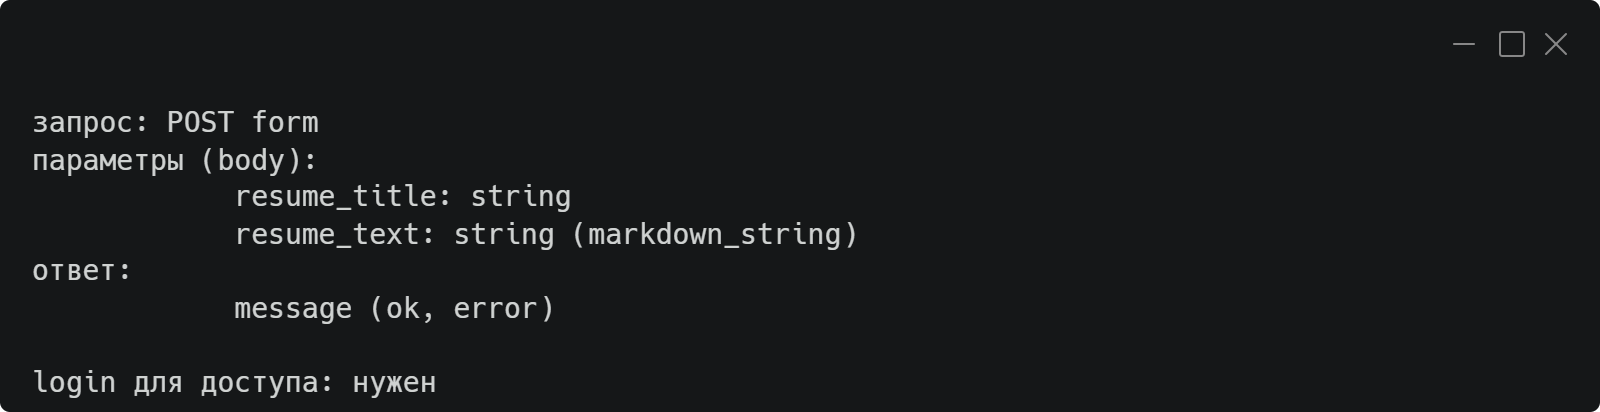 запрос: POST form
параметры (body):
resume_title: string
resume_text: string (markdown_string)
ответ:
message (ok, error)
login для доступа: нужен